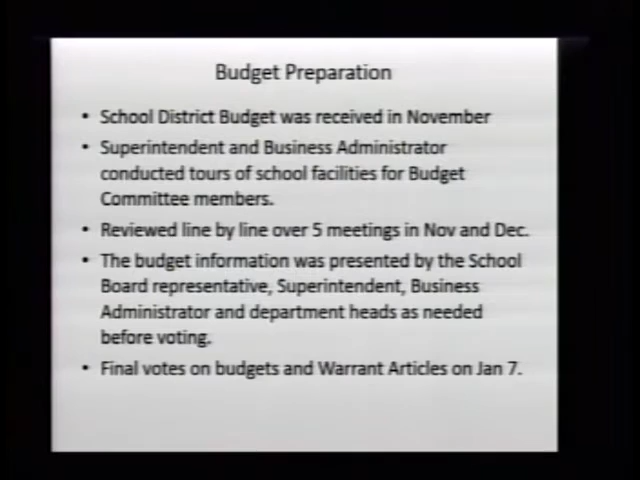 Budget Preparation
• School District Budget was received in November
• Superintendent and Business Administrator
conducted tours of school facilities for Budget
Committee members.
• Reviewed line by line over 5 meetings in Nov and Dec.
• The budget information was presented by the School
Board representative, Superintendent, Business
Administrator and department heads as needed
before voting.
• Final votes on budgets and Warrant Articles on Jan 7.